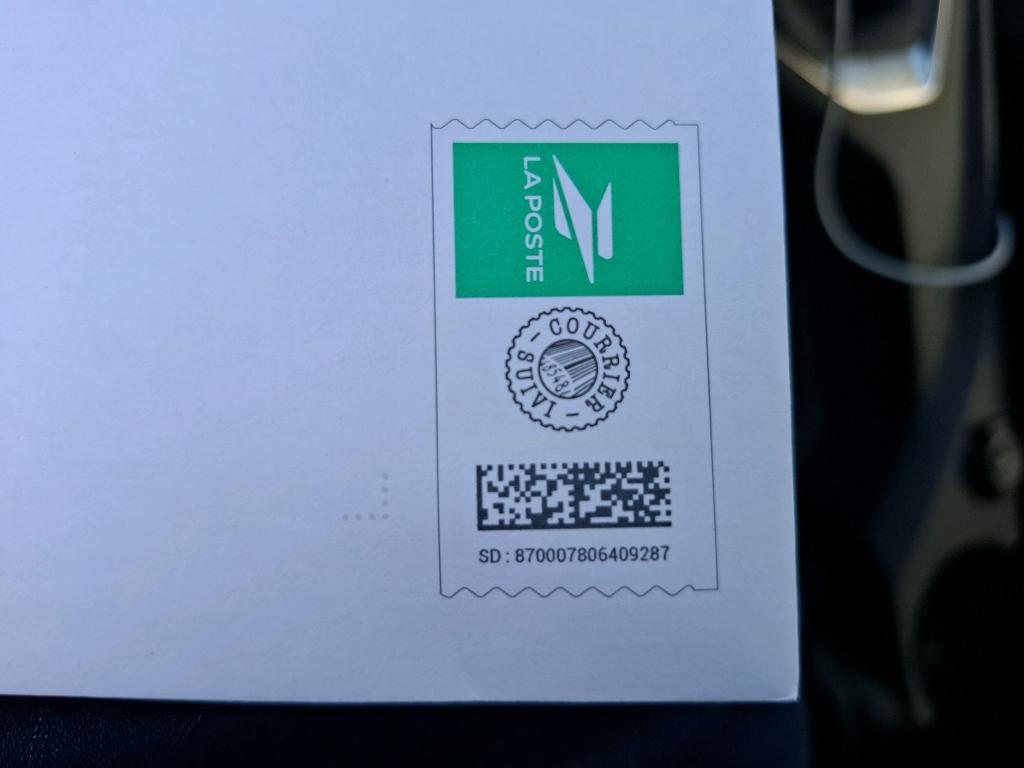 LA POSTE
COURRIER - SUIVI -
SD : 870007806409287